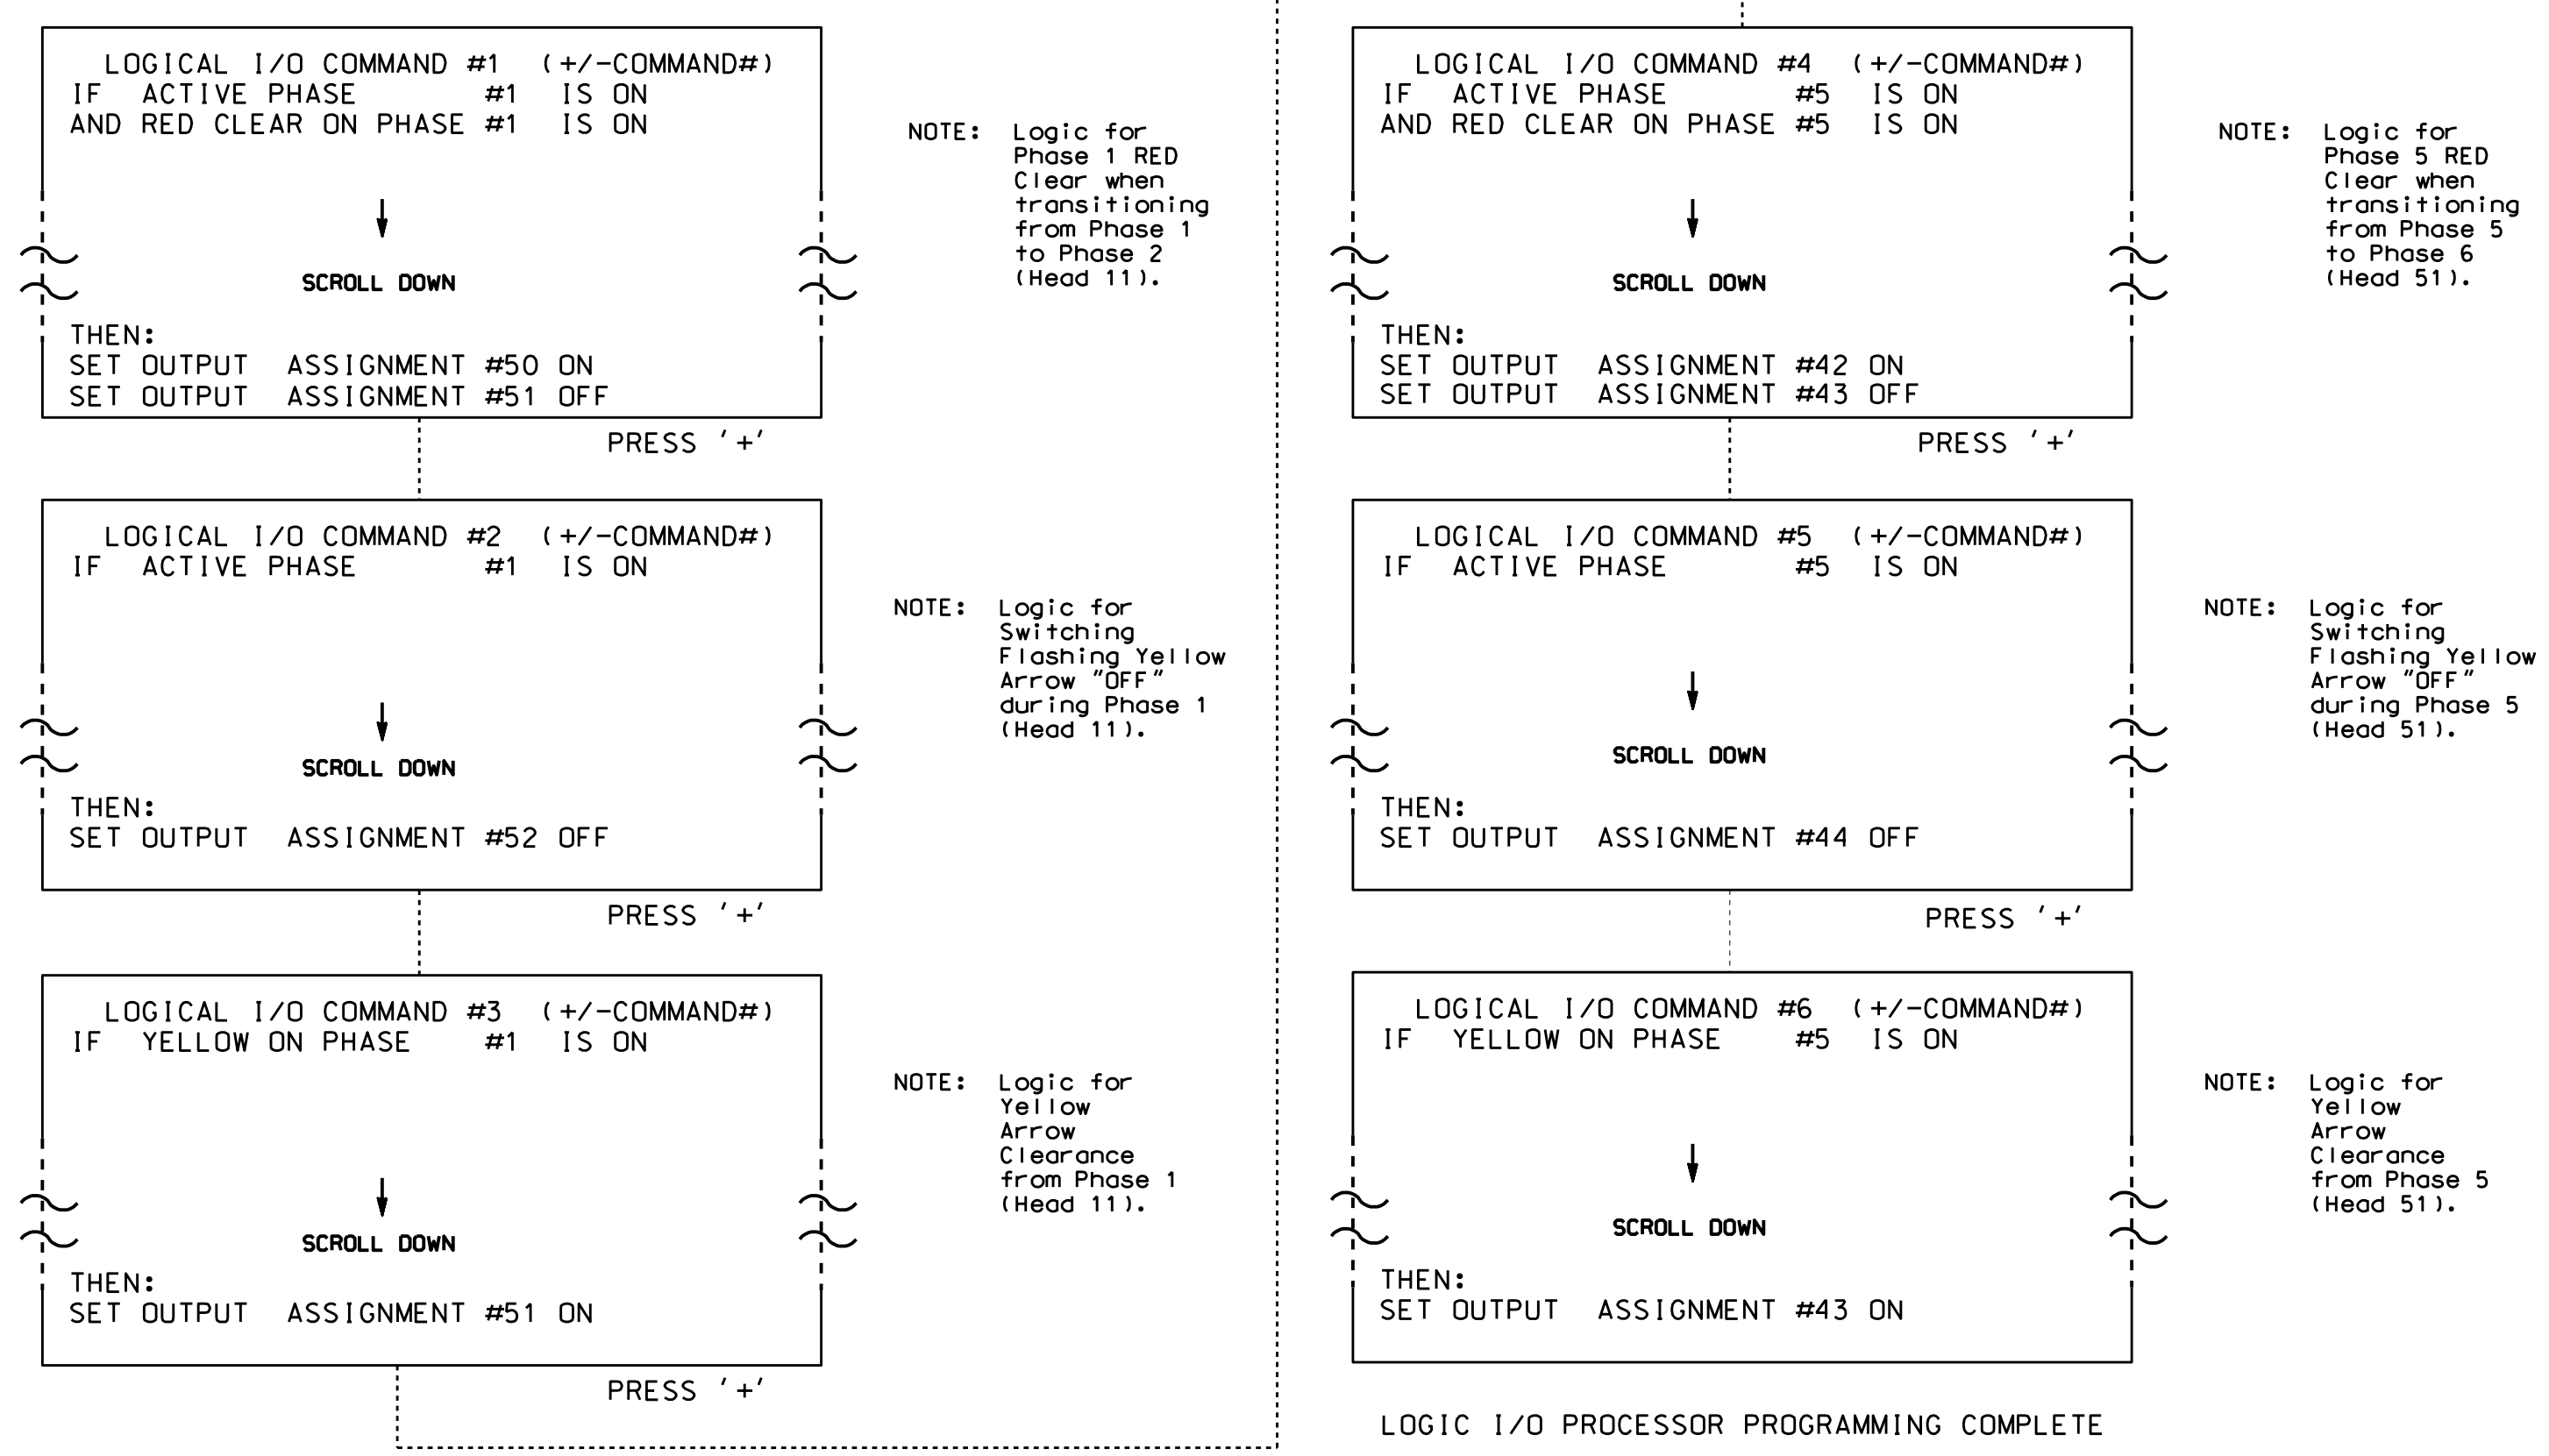 LOGICAL I/O COMMAND #1 (+/-COMMAND#)
IF ACTIVE PHASE #1 IS ON
AND RED CLEAR ON PHASE #1 IS ON
SCROLL DOWN
THEN:
SET OUTPUT ASSIGNMENT #50 ON
SET OUTPUT ASSIGNMENT #51 OFF
PRESS '+'
NOTE: Logic for
Phase 1 RED
Clear when
transitioning
from Phase 1
to Phase 2
(Head 11).
LOGICAL I/O COMMAND #2 (+/-COMMAND#)
IF ACTIVE PHASE #1 IS ON
SCROLL DOWN
THEN:
SET OUTPUT ASSIGNMENT #52 OFF
PRESS '+'
NOTE: Logic for
Switching
Flashing Yellow
Arrow "OFF"
during Phase 1
(Head 11).
LOGICAL I/O COMMAND #3 (+/-COMMAND#)
IF YELLOW ON PHASE #1 IS ON
SCROLL DOWN
THEN:
SET OUTPUT ASSIGNMENT #51 ON
PRESS '+'
NOTE: Logic for
Yellow
Arrow
Clearance
from Phase 1
(Head 11).
LOGICAL I/O COMMAND #4 (+/-COMMAND#)
IF ACTIVE PHASE #5 IS ON
AND RED CLEAR ON PHASE #5 IS ON
SCROLL DOWN
THEN:
SET OUTPUT ASSIGNMENT #42 ON
SET OUTPUT ASSIGNMENT #43 OFF
PRESS '+'
NOTE: Logic for
Phase 5 RED
Clear when
transitioning
from Phase 5
to Phase 6
(Head 51).
LOGICAL I/O COMMAND #5 (+/-COMMAND#)
IF ACTIVE PHASE #5 IS ON
SCROLL DOWN
THEN:
SET OUTPUT ASSIGNMENT #44 OFF
PRESS '+'
NOTE: Logic for
Switching
Flashing Yellow
Arrow "OFF"
during Phase 5
(Head 51).
LOGICAL I/O COMMAND #6 (+/-COMMAND#)
IF YELLOW ON PHASE #5 IS ON
SCROLL DOWN
THEN:
SET OUTPUT ASSIGNMENT #43 ON
NOTE: Logic for
Yellow
Arrow
Clearance
from Phase 5
(Head 51).
LOGIC I/O PROCESSOR PROGRAMMING COMPLETE